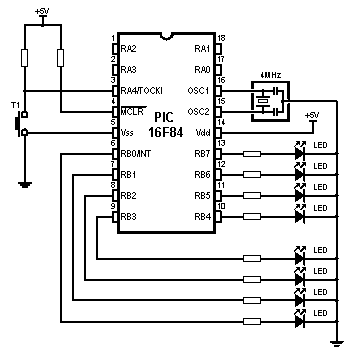 +5V
1 RA2 RA1 18
2 RA3 RA0 17
3 RA4/TOCKI OSC1 16
4MHz
4 MCLR OSC2 15
T1
PIC
16F84
+5V
5 Vss Vdd 14
6 RB0/INT RB7 13
LED
7 RB1 RB6 12
LED
8 RB2 RB5 11
LED
9 RB3 RB4 10
LED
LED
LED
LED
LED